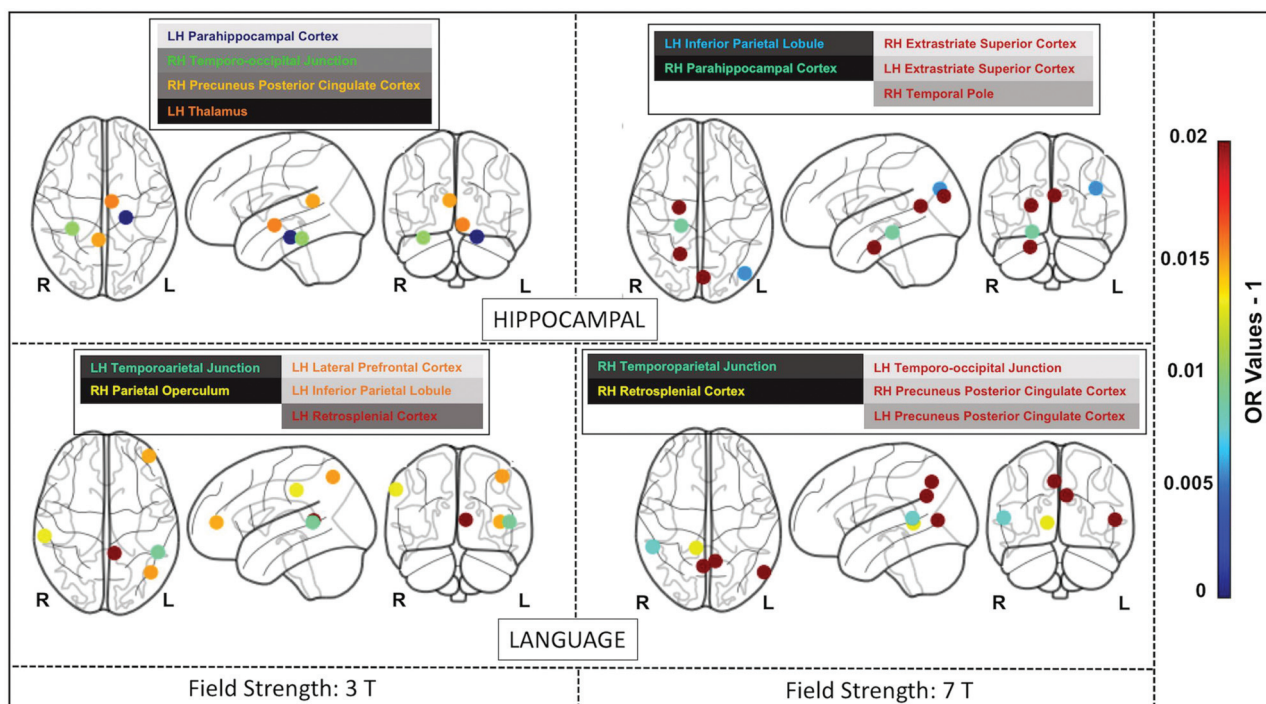 LH Parahippocampal Cortex
RH Temporo-occipital Junction
RH Precuneus Posterior Cingulate Cortex
LH Thalamus
R L
L
HIPPOCAMPAL
LH Inferior Parietal Lobule
RH Parahippocampal Cortex
RH Extrastriate Superior Cortex
LH Extrastriate Superior Cortex
RH Temporal Pole
R L
R L
LH Temporoarietal Junction
RH Parietal Operculum
LH Lateral Prefrontal Cortex
LH Inferior Parietal Lobule
LH Retrosplenial Cortex
R L
R L
LANGUAGE
RH Temporoparietal Junction
RH Retrosplenial Cortex
LH Temporo-occipital Junction
RH Precuneus Posterior Cingulate Cortex
LH Precuneus Posterior Cingulate Cortex
R L
R L
Field Strength: 3 T
Field Strength: 7 T
0.02
0.015
0.01
0.005
0
OR Values - 1